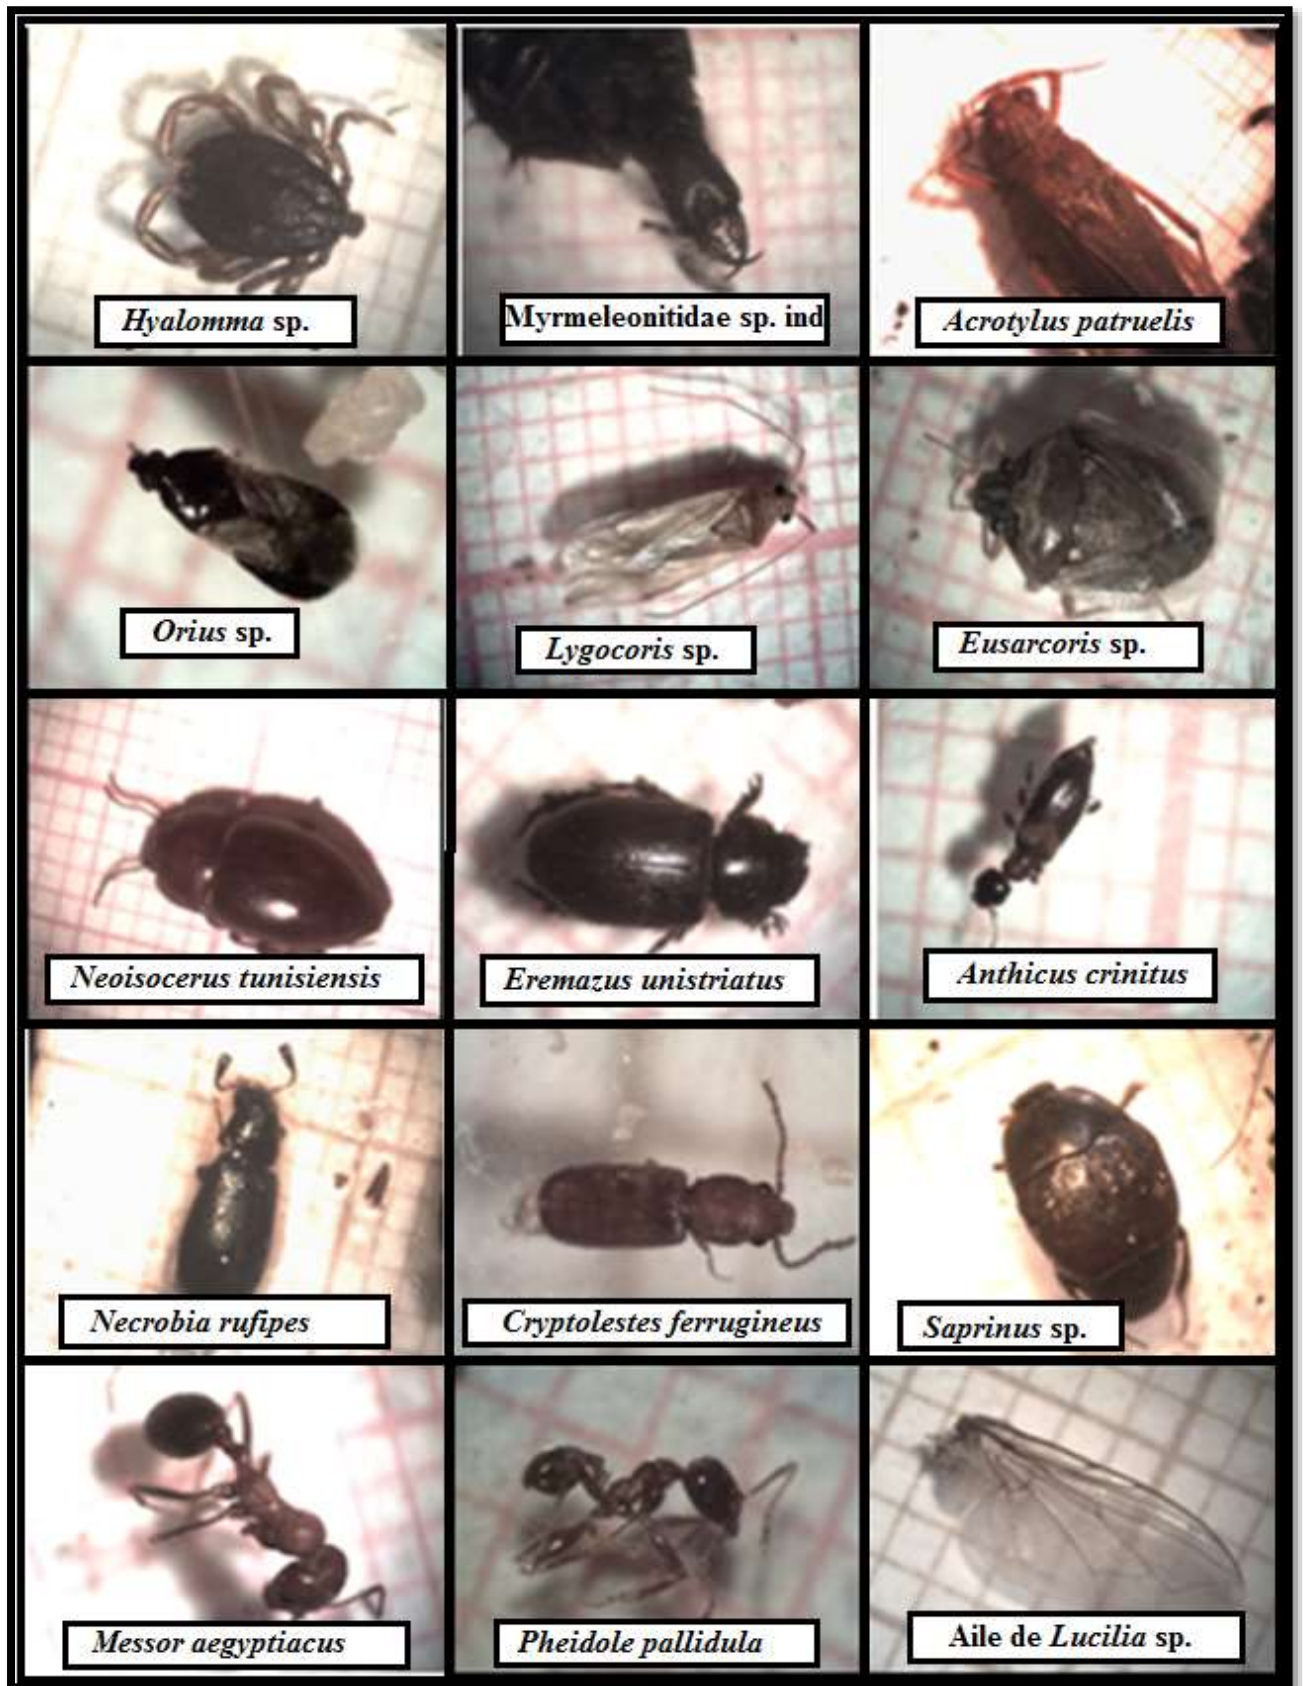 Hyalomma sp.
Myrmeleonitidae sp. ind
Acrotylus patruelis
Orius sp.
Lygocoris sp.
Eusarcoris sp.
Neoisocerus tunisiensis
Eremazus unistriatus
Anthicus crinitus
Necrobia rufipes
Cryptolestes ferrugineus
Saprinus sp.
Messor aegyptiacus
Pheidole pallidula
Aile de Lucilia sp.